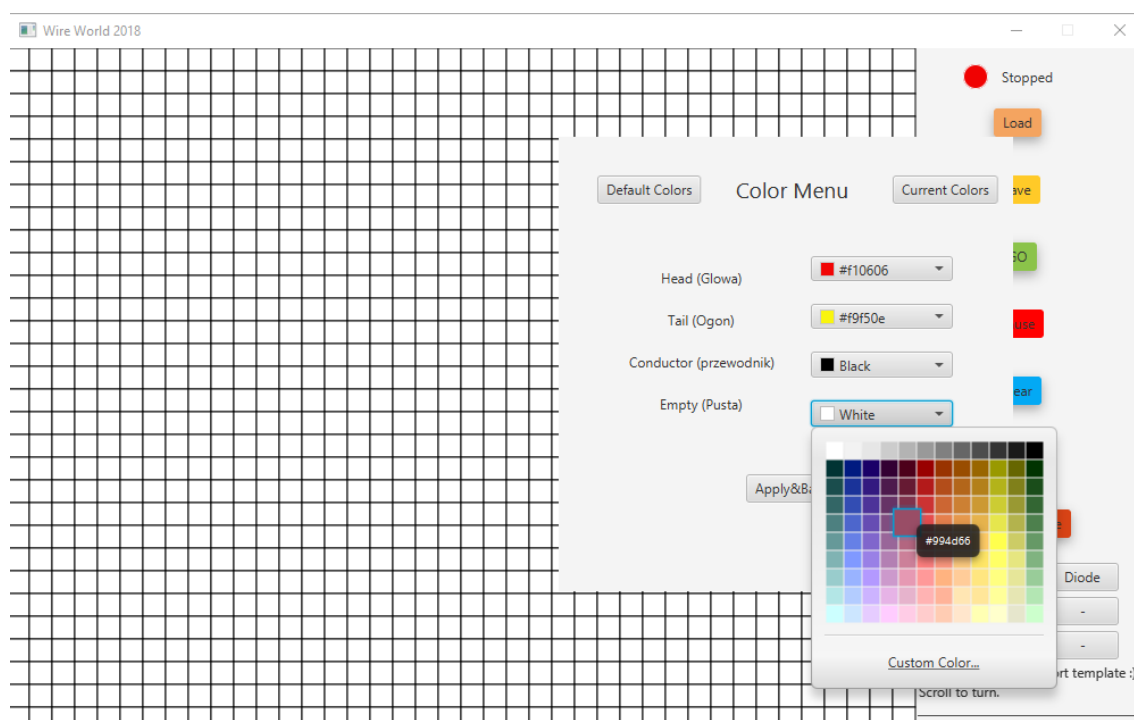 Wire World 2018
Stopped
Load
Default Colors
Color Menu
Current Colors
ave
Head (Glowa)
#f10606
GO
Tail (Ogon)
#f9f50e
use
Conductor (przewodnik)
Black
Empty (Pusta)
White
ear
Apply&Ba
#994d66
e
Diode
-
-
Custom Color...
rt template :)
Scroll to turn.